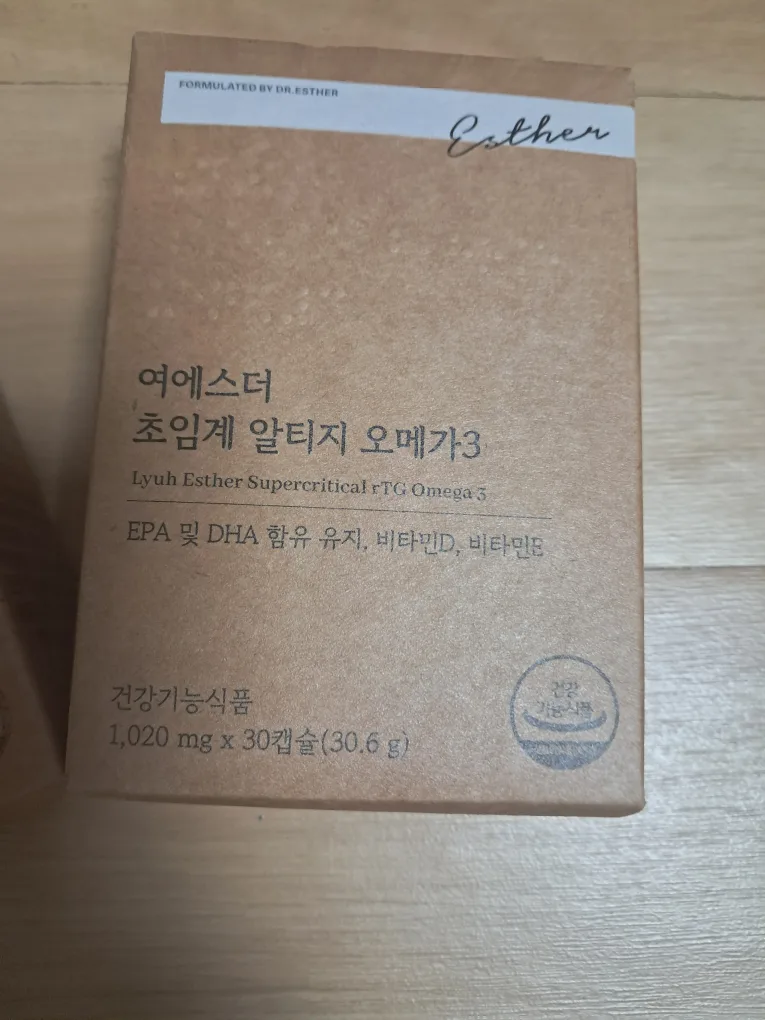 FORMULATED BY DR.ESTHER
Esther
여에스더
초임계 알티지 오메가3
Lyuh Esther Supercritical rTG Omega 3
EPA 및 DHA 함유 유지, 비타민D, 비타민E
건강기능식품
1,020 mg x 30캡슐(30.6 g)
건강
기능식품